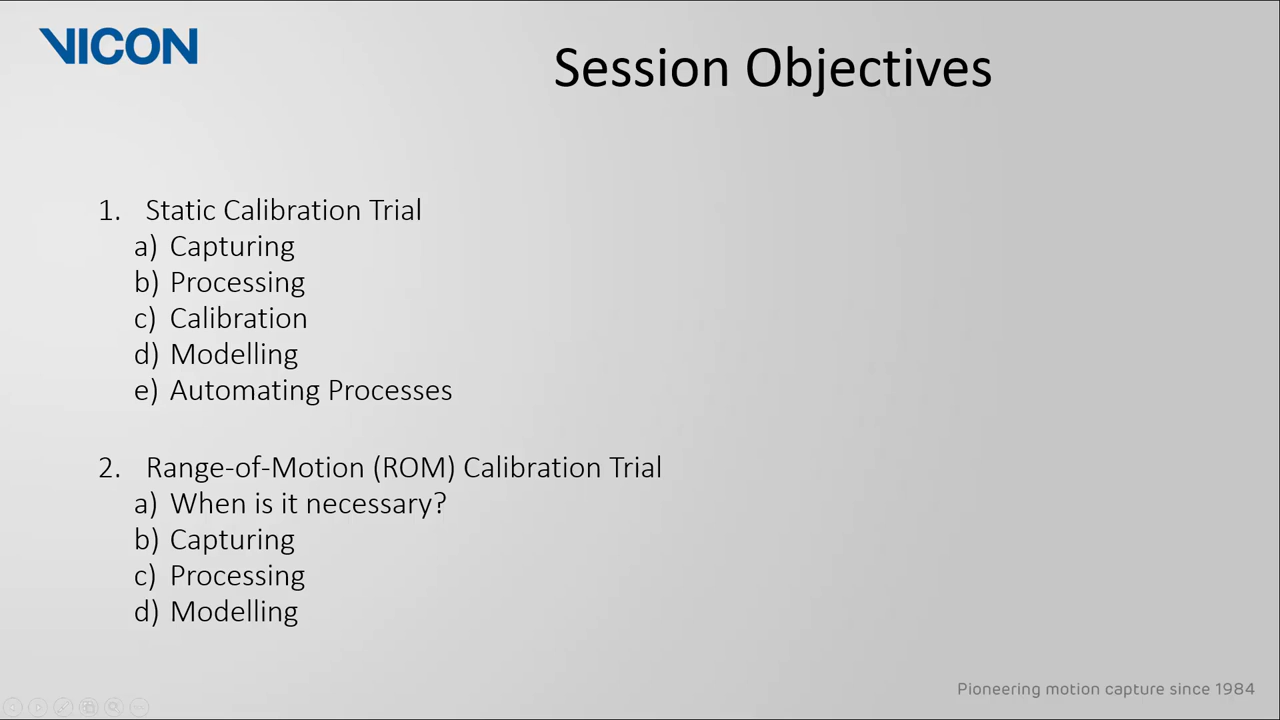 VICON
Session Objectives
1. Static Calibration Trial
a) Capturing
b) Processing
c) Calibration
d) Modelling
e) Automating Processes
2. Range-of-Motion (ROM) Calibration Trial
a) When is it necessary?
b) Capturing
c) Processing
d) Modelling
Pioneering motion capture since 1984